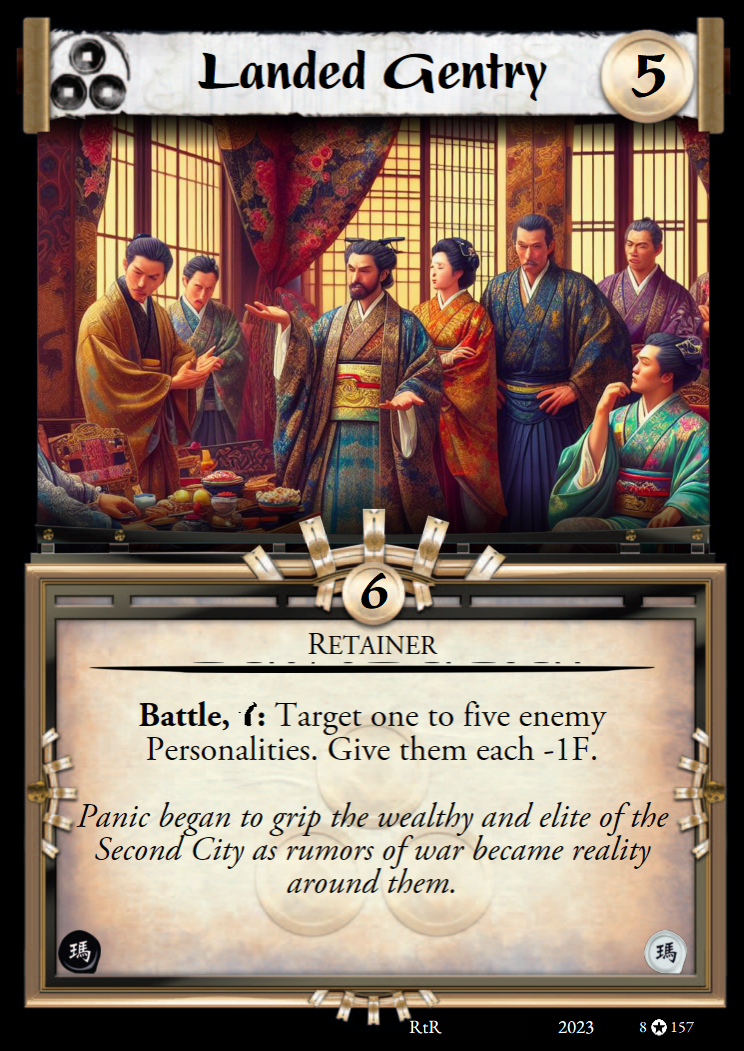 Landed Gentry
5
6
RETAINER
Battle, : Target one to five enemy
Personalities. Give them each -1F.
Panic began to grip the wealthy and elite of the
Second City as rumors of war became reality
around them.
瑪 瑪
RtR 2023 8 ✪ 157